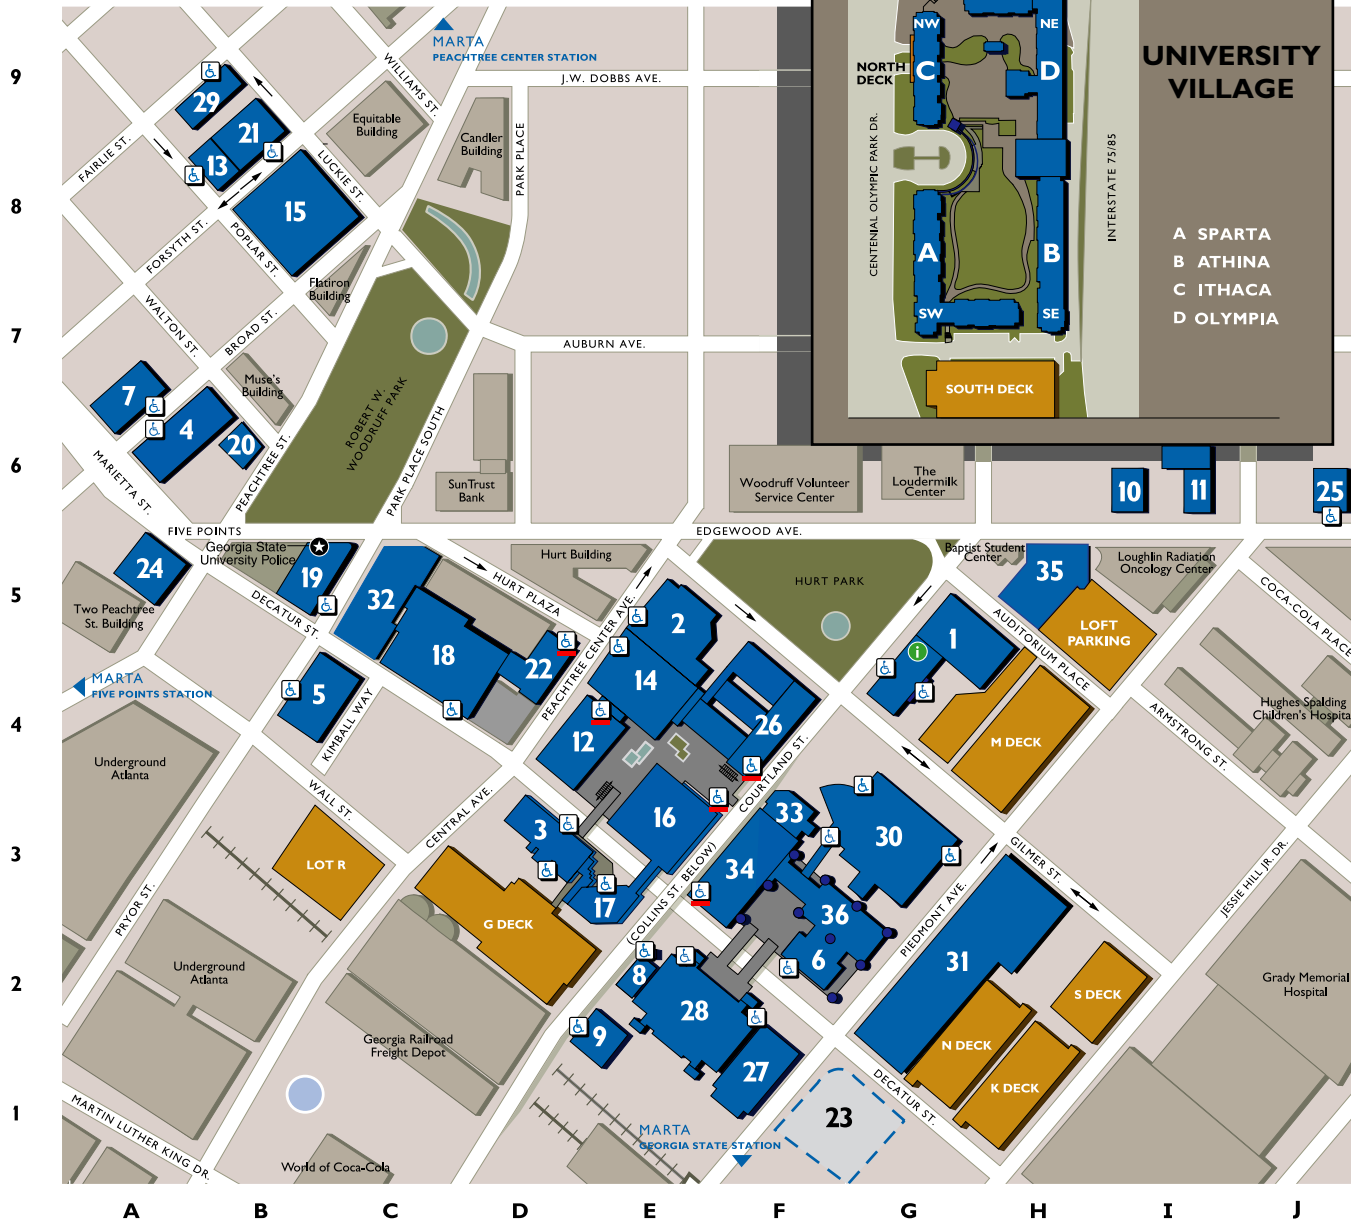 9
8
7
6
5
4
3
2
1
A
B
C
D
E
F
G
H
I
J
MARTA
PEACHTREE CENTER STATION
WILLIAMS ST.
J.W. DOBBS AVE.
29
21
13
15
FAIRLIE ST.
LUCKIE ST.
Equitable
Building
Candler
Building
PARK PLACE
FORSYTH ST.
POPLAR ST.
Flatiron
Building
WALTON ST.
BROAD ST.
AUBURN AVE.
NW
NE
NORTH
DECK
C
D
UNIVERSITY
VILLAGE
CENTENIAL OLYMPIC PARK DR.
INTERSTATE 75/85
A
B
SW
SE
A SPARTA
B ATHINA
C ITHACA
D OLYMPIA
SOUTH DECK
7
4
20
Muse's
Building
MARIETTA ST.
PEACHTREE ST.
ROBERT W.
WOODRUFF PARK
PARK PLACE SOUTH
SunTrust
Bank
Woodruff Volunteer
Service Center
The
Loudermilk
Center
10
11
25
FIVE POINTS
EDGEWOOD AVE.
Georgia State
University Police
19
24
Two Peachtree
St. Building
DECATUR ST.
32
18
22
HURT PLAZA
Hurt Building
PEACHTREE CENTER AVE.
2
14
HURT PARK
Baptist Student
Center
35
Loughlin Radiation
Oncology Center
COCA-COLA PLACE
AUDITORIUM PLACE
LOFT
PARKING
1
i
MARTA
FIVE POINTS STATION
5
KIMBALL WAY
12
26
COURTLAND ST.
M DECK
ARMSTRONG ST.
Hughes Spalding
Children's Hospita
Underground
Atlanta
WALL ST.
LOT R
CENTRAL AVE.
3
16
33
30
34
GILMER ST.
JESSIE HILL JR. DR.
PRYOR ST.
G DECK
17
(COLLINS ST. BELOW)
36
6
PIEDMONT AVE.
31
Underground
Atlanta
8
28
S DECK
Grady Memorial
Hospital
Georgia Railroad
Freight Depot
9
27
N DECK
K DECK
DECATUR ST.
23
MARTIN LUTHER KING DR.
World of Coca-Cola
MARTA
GEORGIA STATE STATION